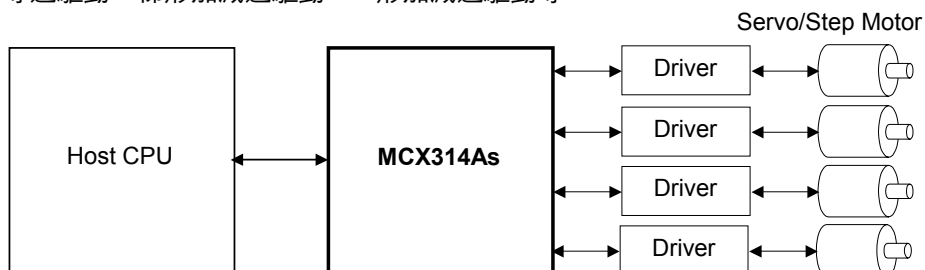 Servo/Step Motor
Driver
Driver
Host CPU
MCX314As
Driver
Driver